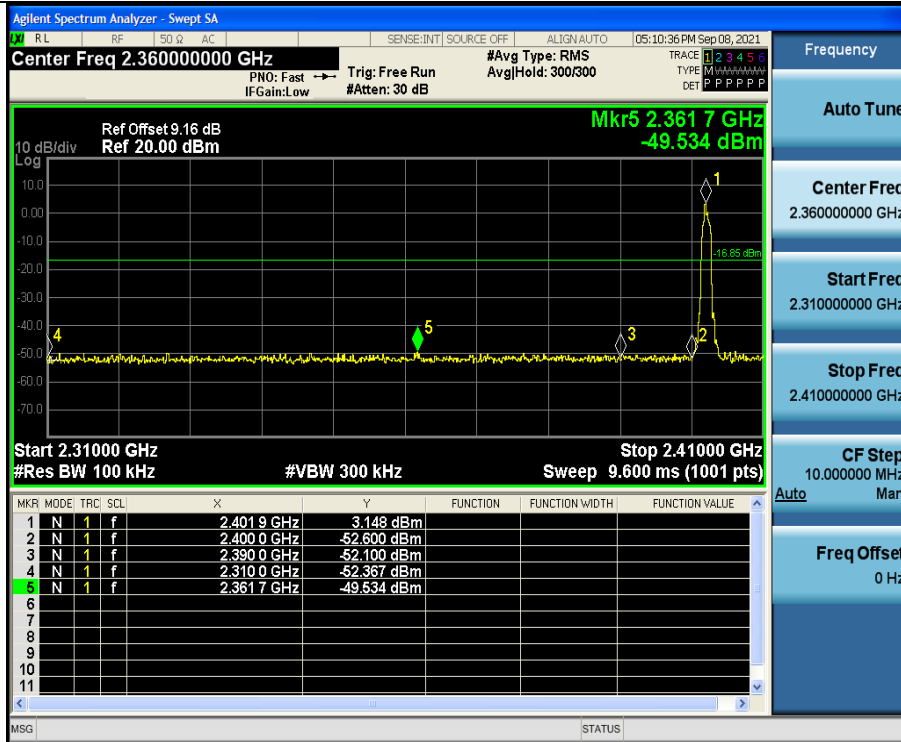 Agilent Spectrum Analyzer - Swept SA
LXI RL RF 50 Ω AC SENSE:INT SOURCE OFF ALIGN AUTO 05:10:36 PM Sep 08, 2021
Center Freq 2.360000000 GHz
PNO: Fast
IFGain:Low
Trig: Free Run
#Atten: 30 dB
#Avg Type: RMS
Avg|Hold: 300/300
TRACE 1 2 3 4 5 6
TYPE M
DET P P P P P P
Ref Offset 9.16 dB
10 dB/div Ref 20.00 dBm
Log
Mkr5 2.361 7 GHz
-49.534 dBm
10.0
0.00
-10.0
-20.0
-30.0
-40.0
-50.0
-60.0
-70.0
1
-16.85 dBm
4
5
3
2
Start 2.31000 GHz Stop 2.41000 GHz
#Res BW 100 kHz #VBW 300 kHz Sweep 9.600 ms (1001 pts)
MKR MODE TRC SCL X Y FUNCTION FUNCTION WIDTH FUNCTION VALUE
1 N 1 f 2.401 9 GHz 3.148 dBm
2 N 1 f 2.400 0 GHz -52.600 dBm
3 N 1 f 2.390 0 GHz -52.100 dBm
4 N 1 f 2.310 0 GHz -52.367 dBm
5 N 1 f 2.361 7 GHz -49.534 dBm
6
7
8
9
10
11
MSG STATUS
Frequency
Auto Tune
Center Freq
2.360000000 GHz
Start Freq
2.310000000 GHz
Stop Freq
2.410000000 GHz
CF Step
10.000000 MHz
Auto Man
Freq Offset
0 Hz